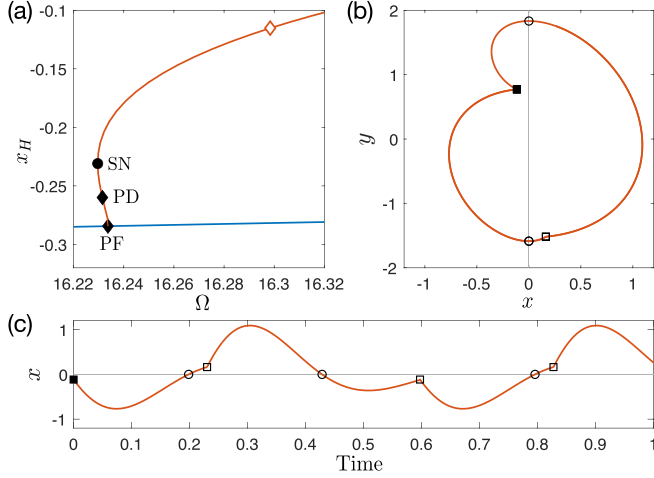 (a)
-0.1
-0.15
-0.2
-0.25
-0.3
x_H
SN
PD
PF
16.22 16.24 16.26 16.28 16.3 16.32
Ω
(b)
2
1
0
-1
-2
y
-1 -0.5 0 0.5 1
x
(c)
1
0
-1
x
0 0.1 0.2 0.3 0.4 0.5 0.6 0.7 0.8 0.9 1
Time